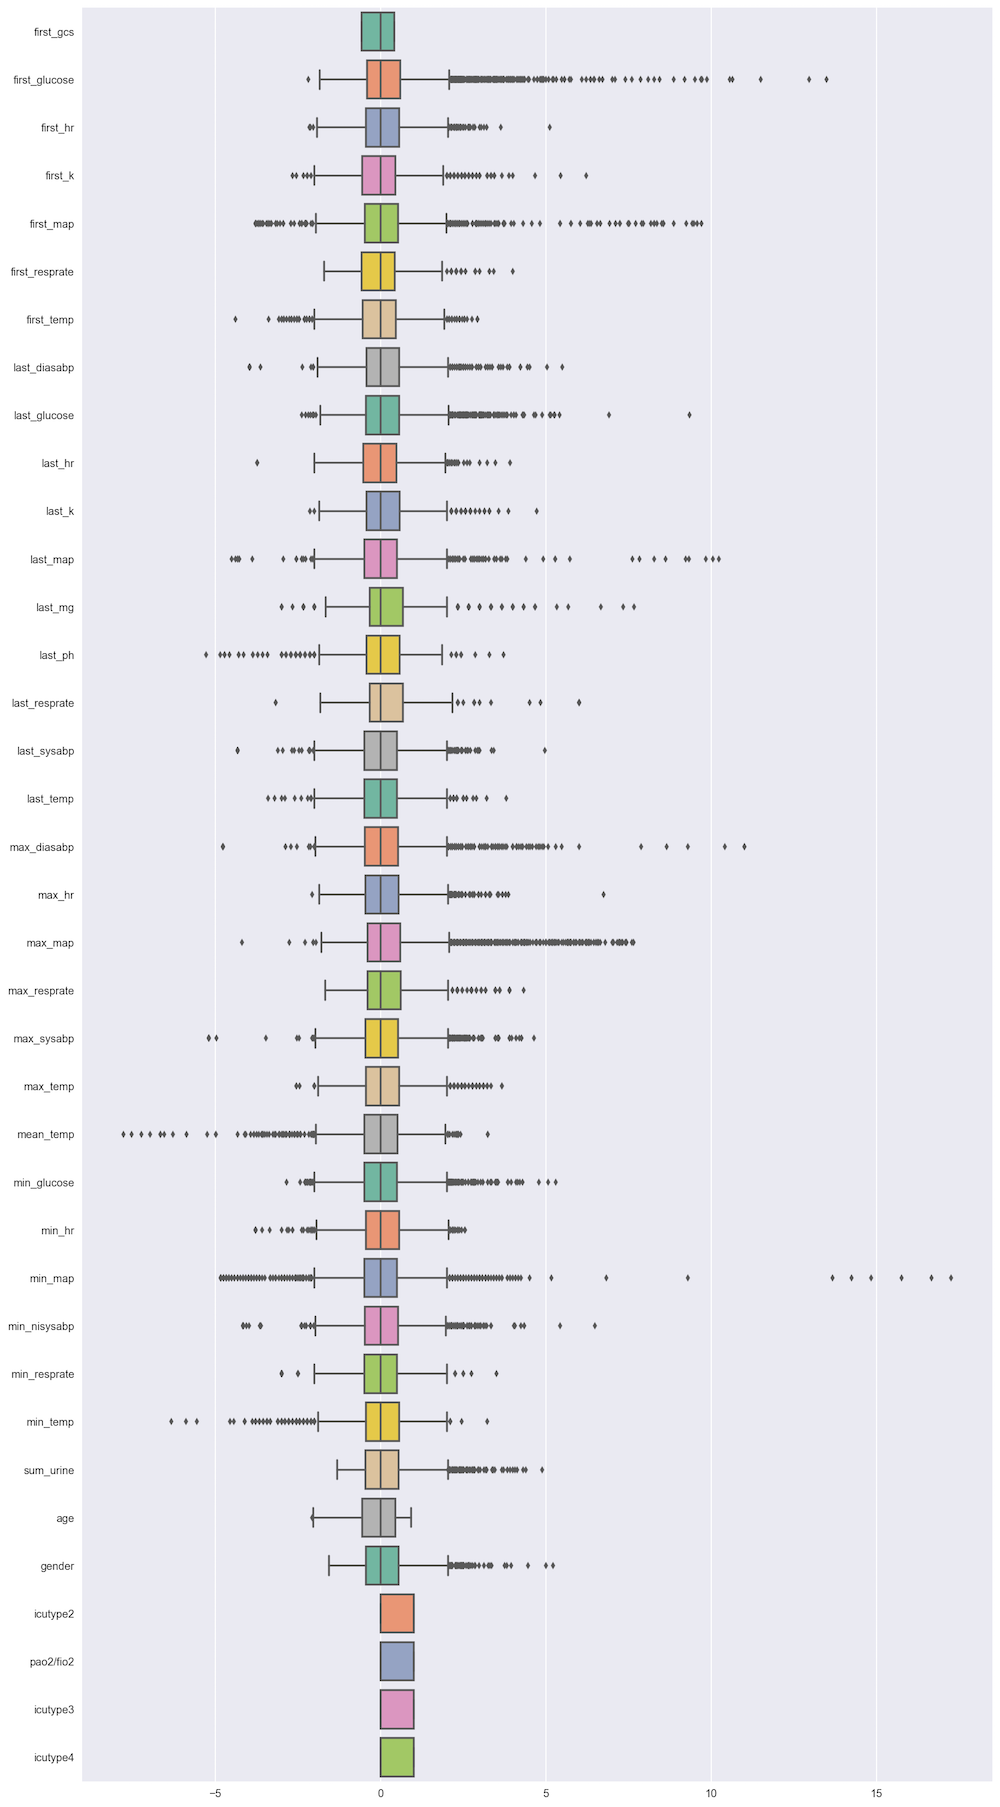 first_gcs
first_glucose
first_hr
first_k
first_map
first_resprate
first_temp
last_diasabp
last_glucose
last_hr
last_k
last_map
last_mg
last_ph
last_resprate
last_sysabp
last_temp
max_diasabp
max_hr
max_map
max_resprate
max_sysabp
max_temp
mean_temp
min_glucose
min_hr
min_map
min_nisysabp
min_resprate
min_temp
sum_urine
age
gender
icutype2
pao2/fio2
icutype3
icutype4
−5 0 5 10 15